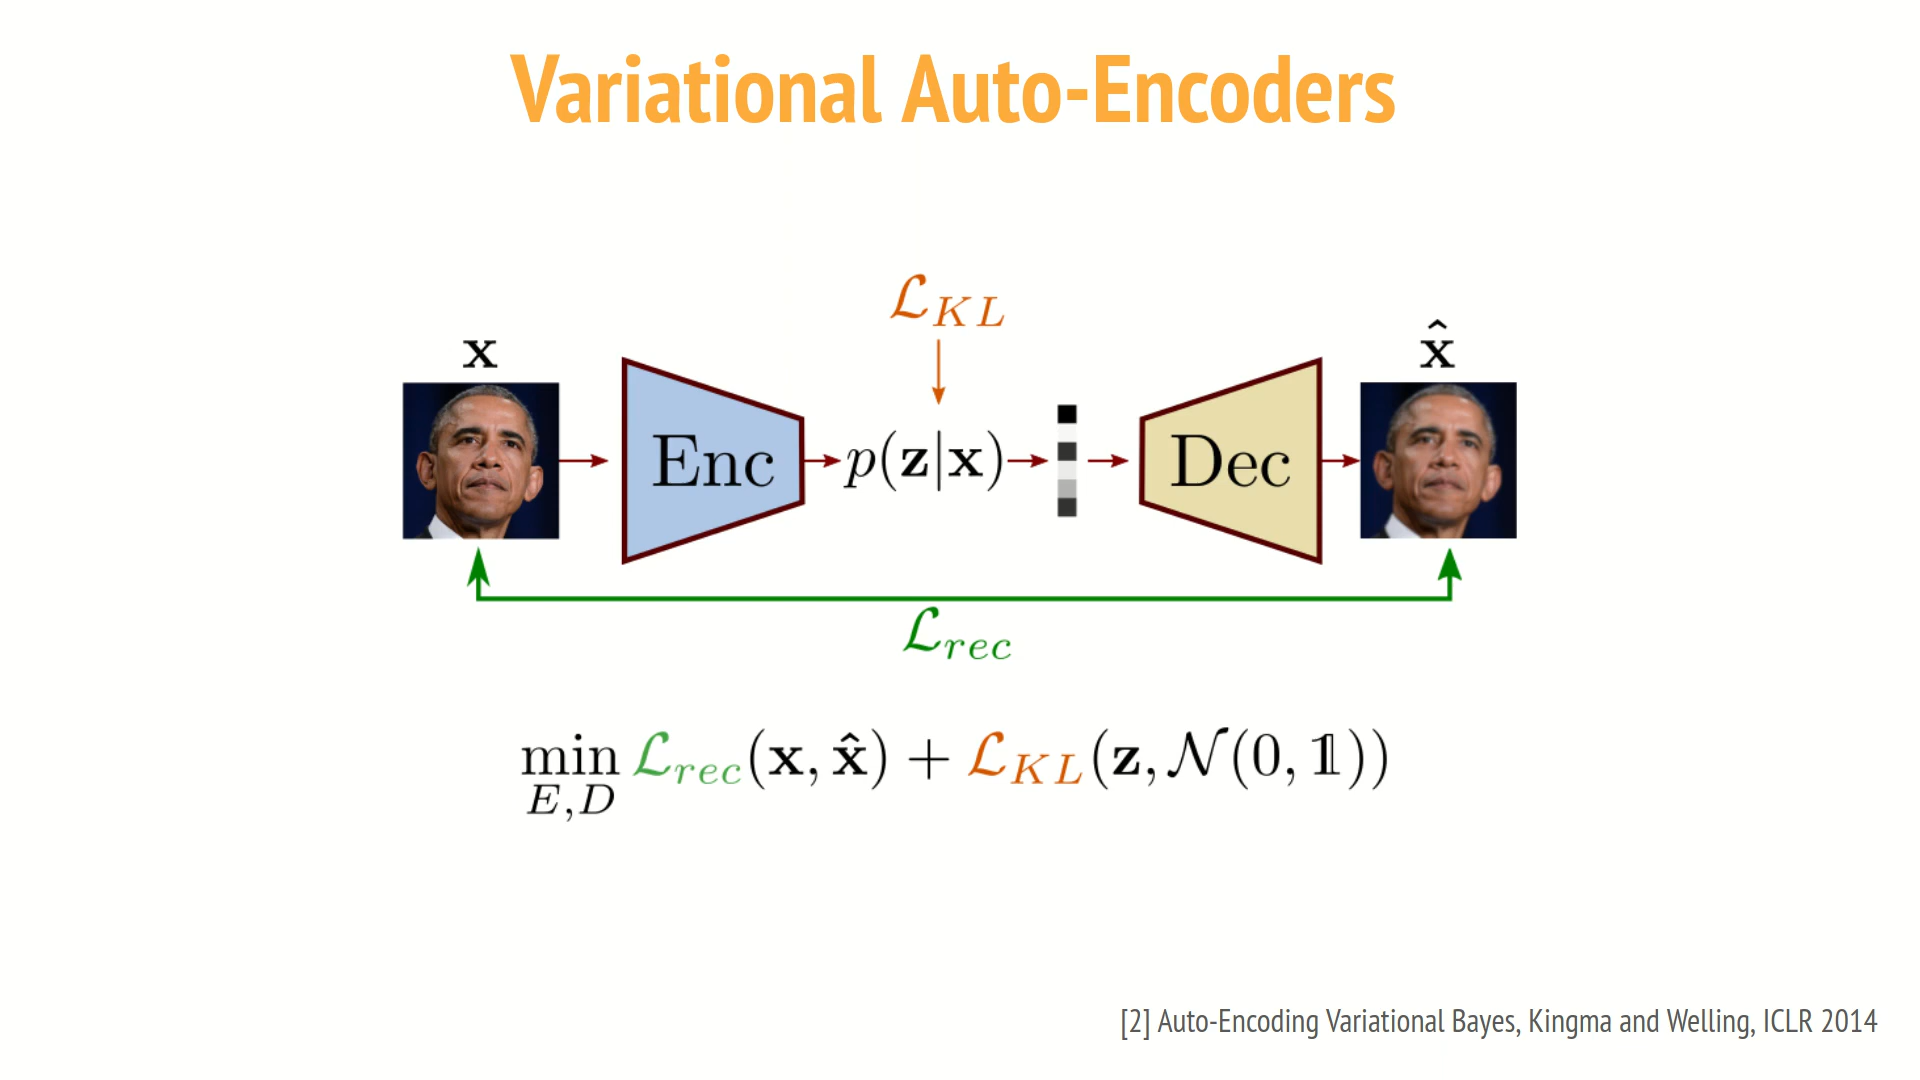 Variational Auto-Encoders
ℒ_KL
x
x̂
Enc
p(z|x)
Dec
ℒ_rec
min ℒ_rec(x, x̂) + ℒ_KL(z, 𝒩(0, 𝟙))
E,D
[2] Auto-Encoding Variational Bayes, Kingma and Welling, ICLR 2014